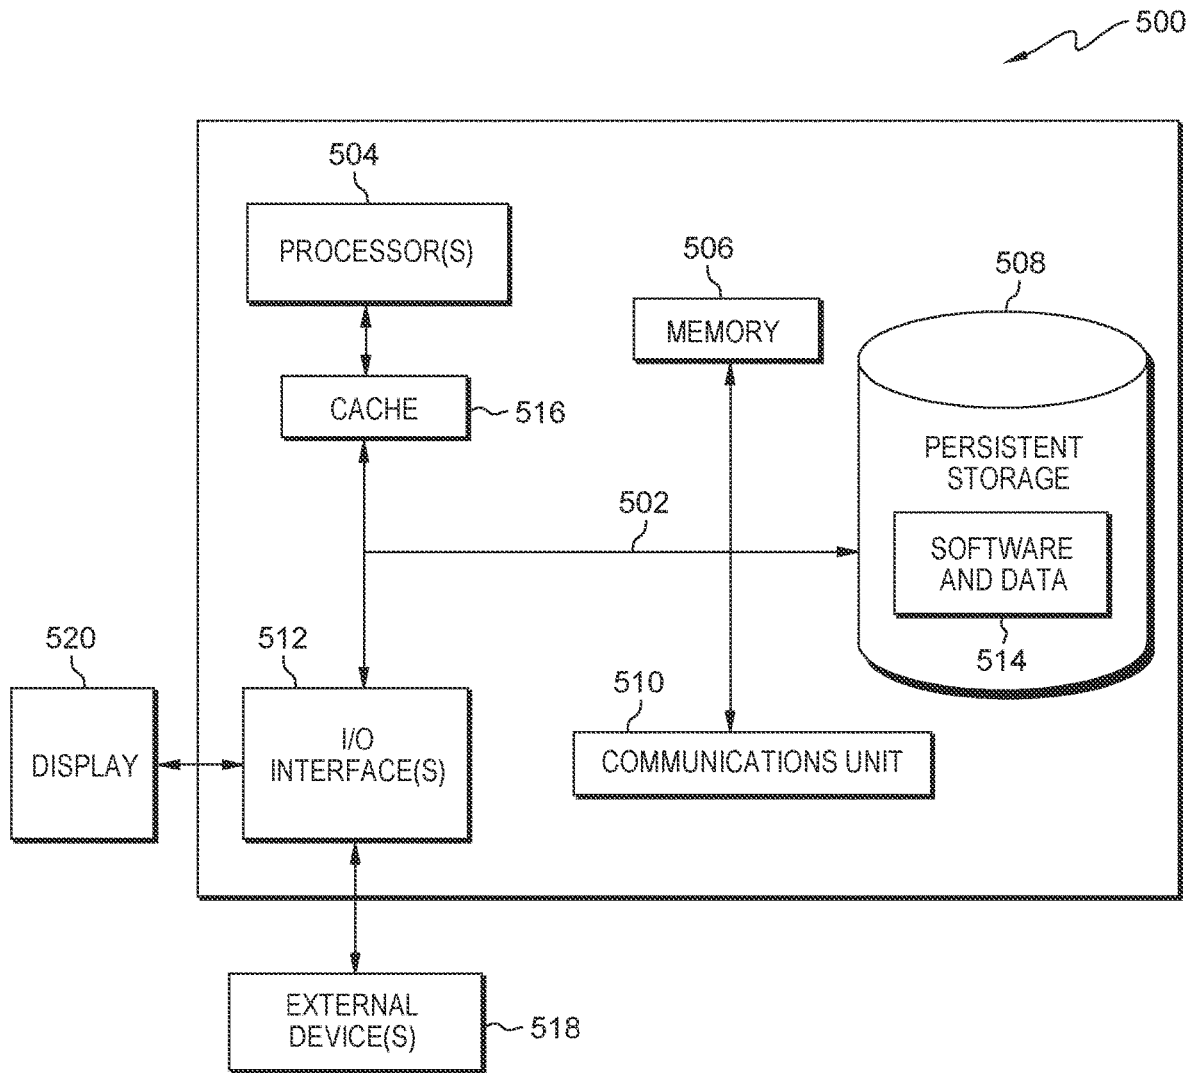 500
504
PROCESSOR(S)
506
508
MEMORY
CACHE
516
PERSISTENT
STORAGE
502
SOFTWARE
AND DATA
514
520
512
510
I/O
INTERFACE(S)
DISPLAY
COMMUNICATIONS UNIT
EXTERNAL
DEVICE(S)
518